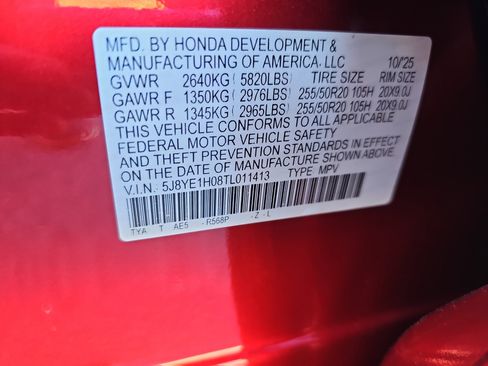 MFD. BY HONDA DEVELOPMENT &
MANUFACTURING OF AMERICA, LLC 10/'25
GVWR 2640KG ( 5820LBS) TIRE SIZE RIM SIZE
GAWR F 1350KG ( 2976LBS) 255/50R20 105H 20X9.0J
GAWR R 1345KG ( 2965LBS) 255/50R20 105H 20X9.0J
THIS VEHICLE CONFORMS TO ALL APPLICABLE
FEDERAL MOTOR VEHICLE SAFETY
AND THEFT PREVENTION STANDARDS IN EFFECT
ON THE DATE OF MANUFACTURE SHOWN ABOVE.
V.I.N. 5J8YE1H08TL011413 TYPE MPV
TYA T AE5 - R568P - Z - L